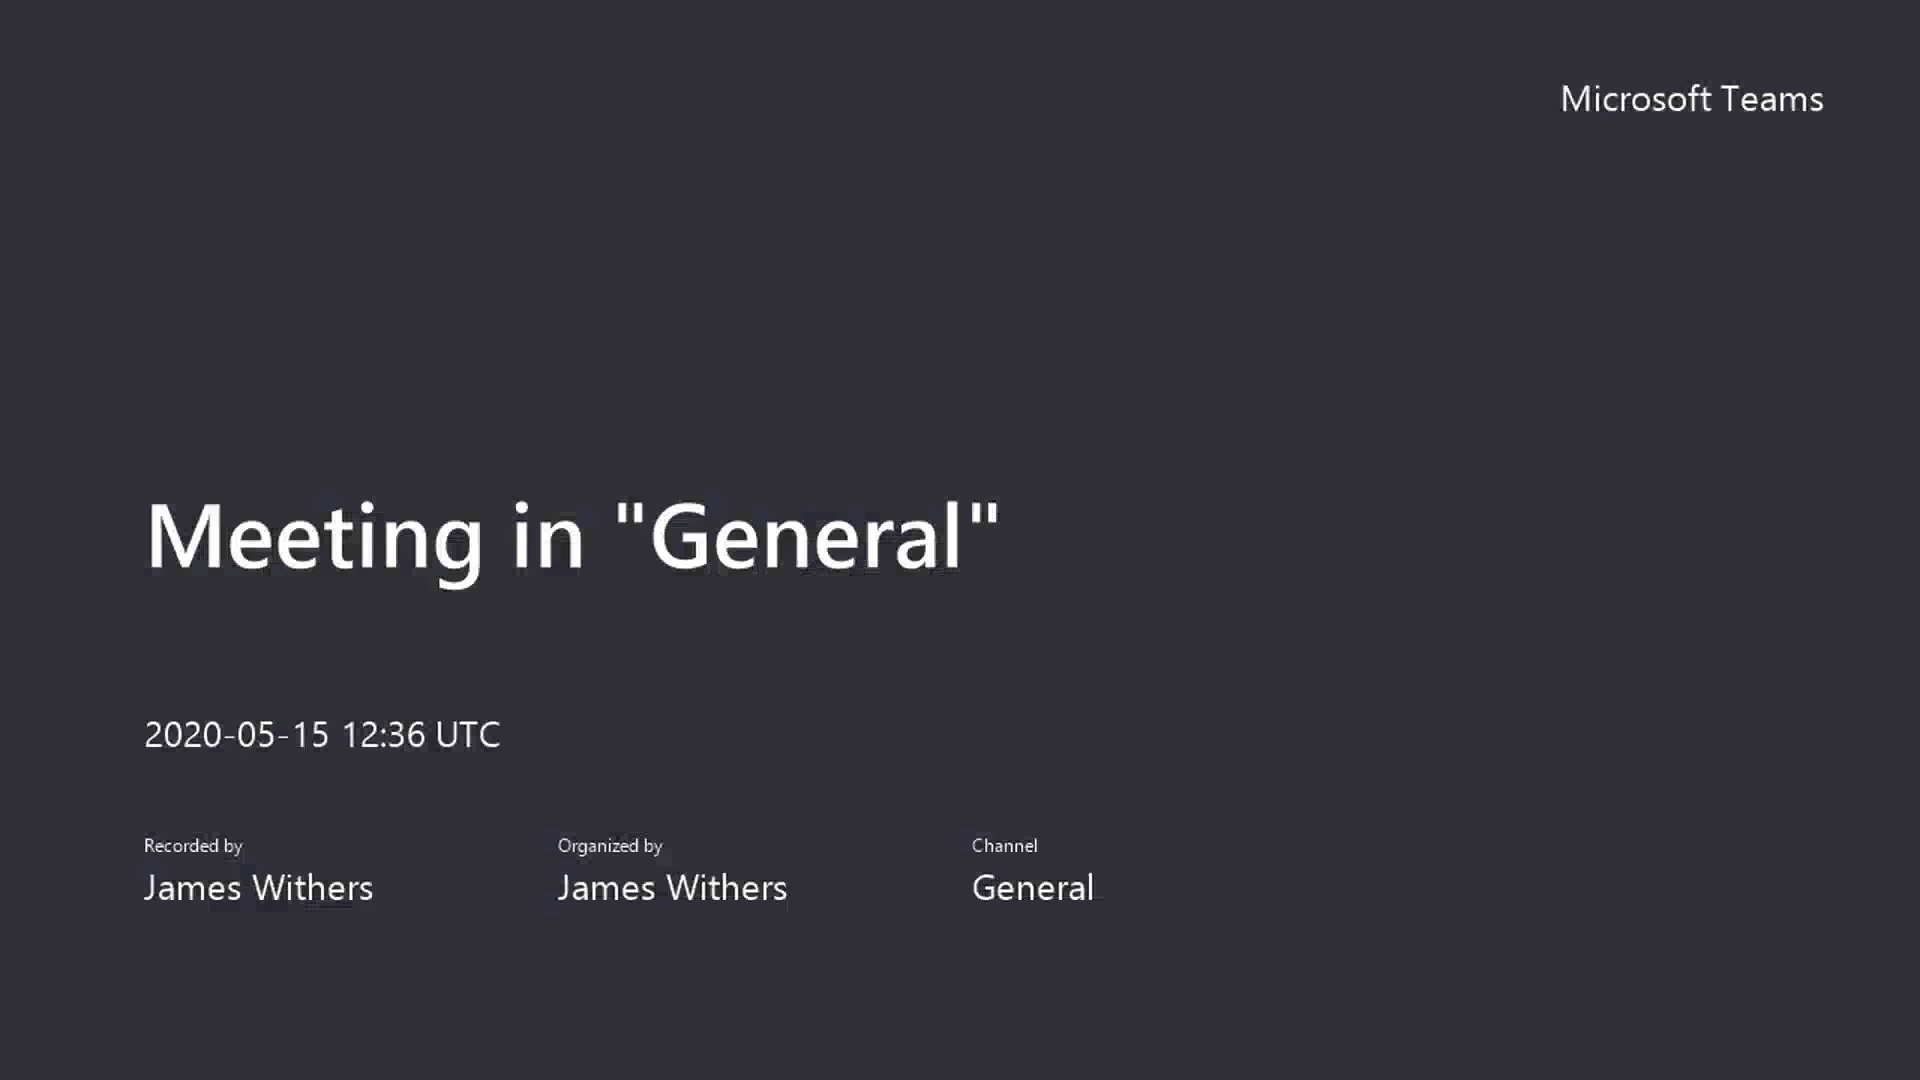 Microsoft Teams
Meeting in "General"
2020-05-15 12:36 UTC
Recorded by
James Withers
Organized by
James Withers
Channel
General